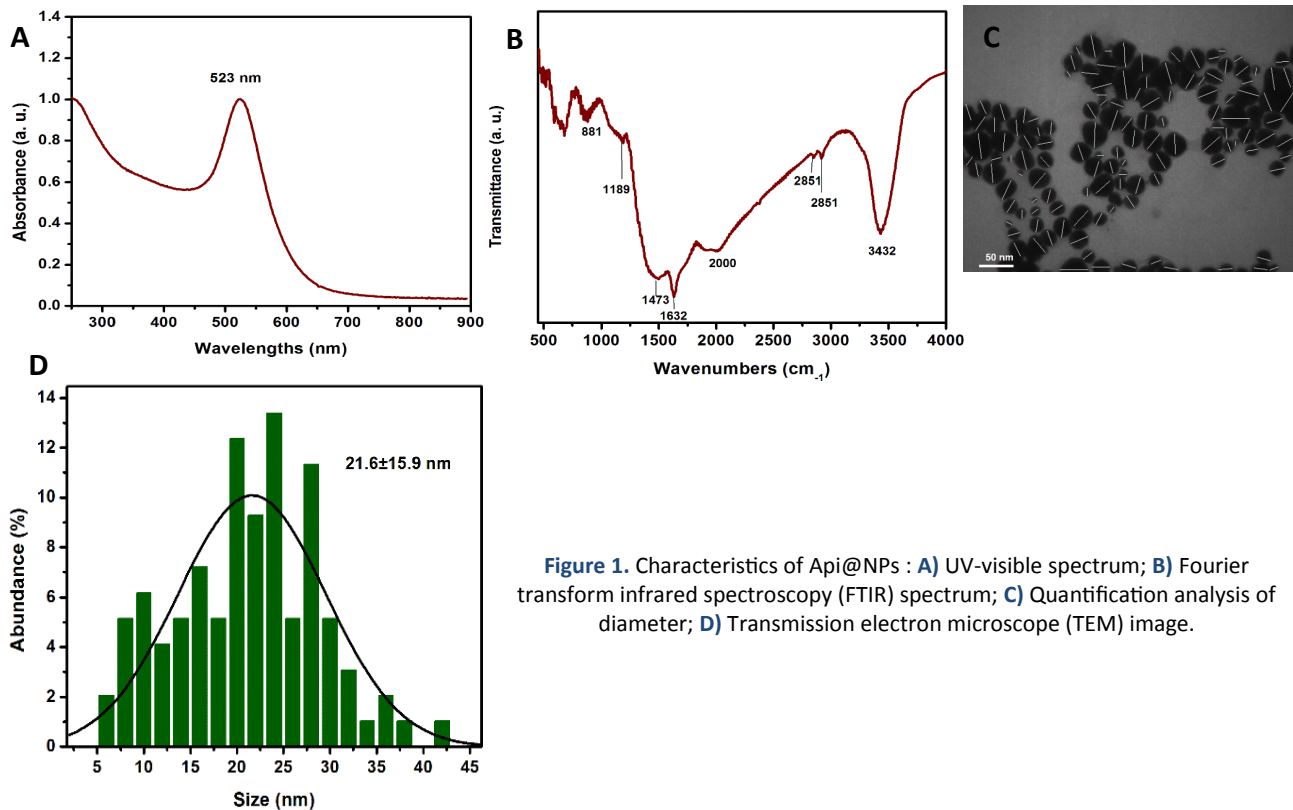 A
1.4
1.2
1.0
0.8
0.6
0.4
0.2
0.0
Absorbance (a. u.)
523 nm
300 400 500 600 700 800 900
Wavelengths (nm)
B
Transmittance (a. u.)
881
1189
1473
1632
2000
2851
2851
3432
500 1000 1500 2000 2500 3000 3500 4000
Wavenumbers (cm-1)
C
50 nm
D
14
12
10
8
6
4
2
0
Abundance (%)
21.6±15.9 nm
5 10 15 20 25 30 35 40 45
Size (nm)
Figure 1. Characteristics of Api@NPs : A) UV-visible spectrum; B) Fourier
transform infrared spectroscopy (FTIR) spectrum; C) Quantification analysis of
diameter; D) Transmission electron microscope (TEM) image.